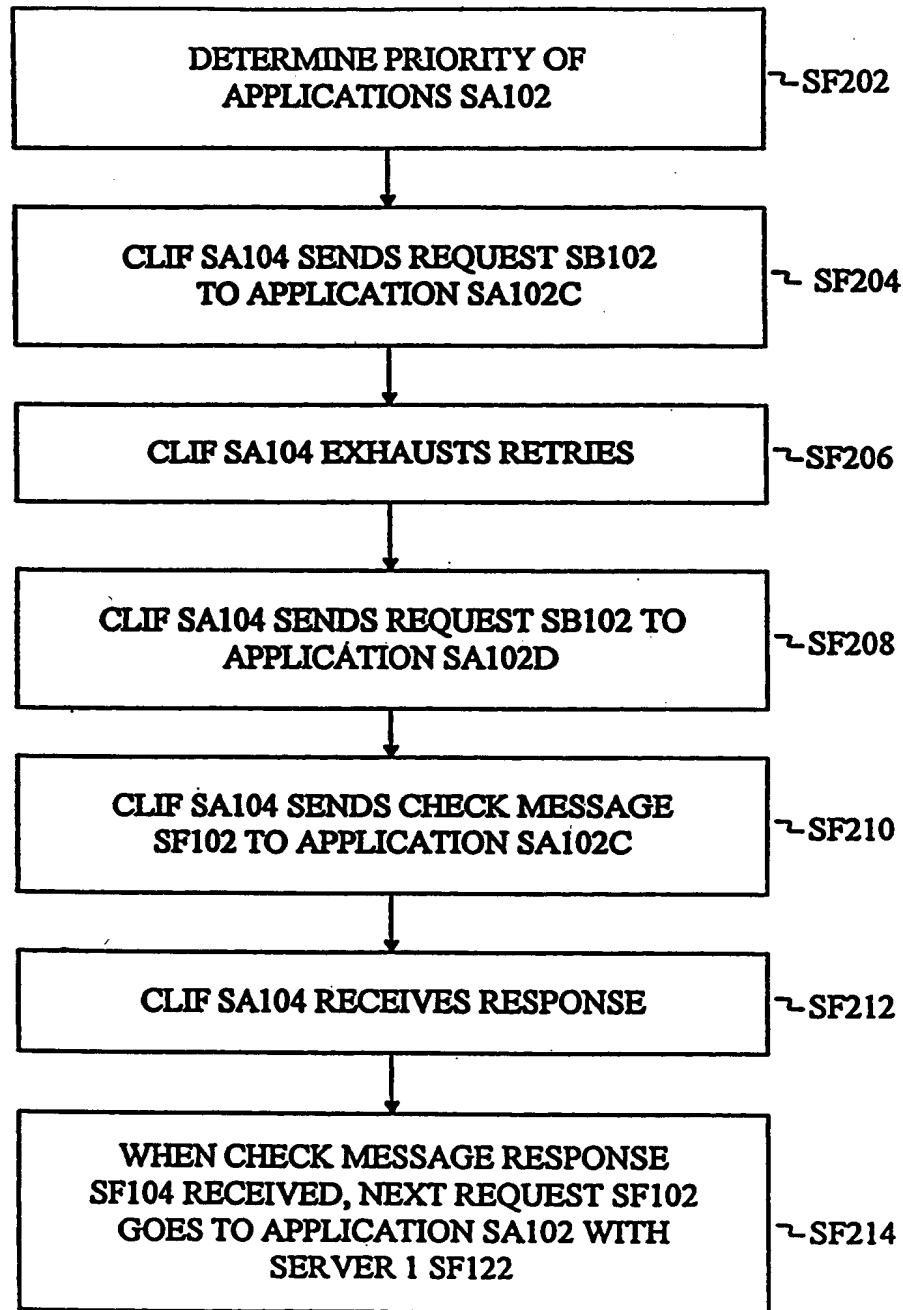 DETERMINE PRIORITY OF
APPLICATIONS SA102
SF202
CLIF SA104 SENDS REQUEST SB102
TO APPLICATION SA102C
SF204
CLIF SA104 EXHAUSTS RETRIES
SF206
CLIF SA104 SENDS REQUEST SB102 TO
APPLICATION SA102D
SF208
CLIF SA104 SENDS CHECK MESSAGE
SF102 TO APPLICATION SA102C
SF210
CLIF SA104 RECEIVES RESPONSE
SF212
WHEN CHECK MESSAGE RESPONSE
SF104 RECEIVED, NEXT REQUEST SF102
GOES TO APPLICATION SA102 WITH
SERVER 1 SF122
SF214